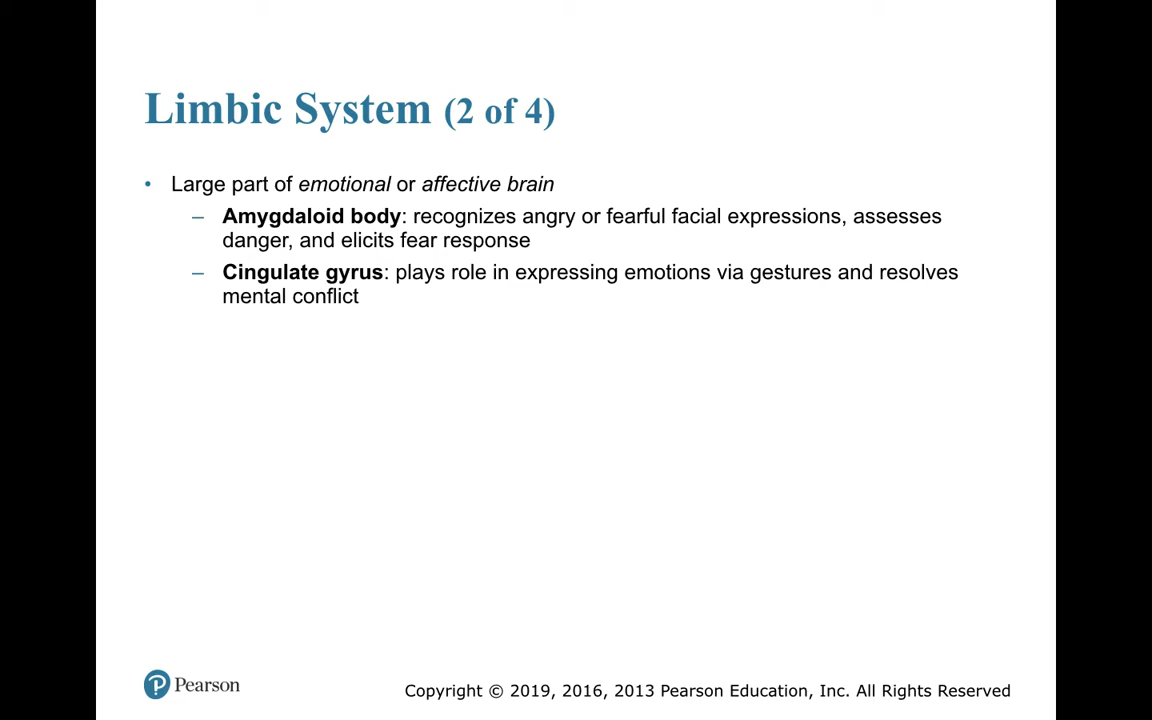 Limbic System (2 of 4)
• Large part of emotional or affective brain
– Amygdaloid body: recognizes angry or fearful facial expressions, assesses
danger, and elicits fear response
– Cingulate gyrus: plays role in expressing emotions via gestures and resolves
mental conflict
Pearson
Copyright © 2019, 2016, 2013 Pearson Education, Inc. All Rights Reserved